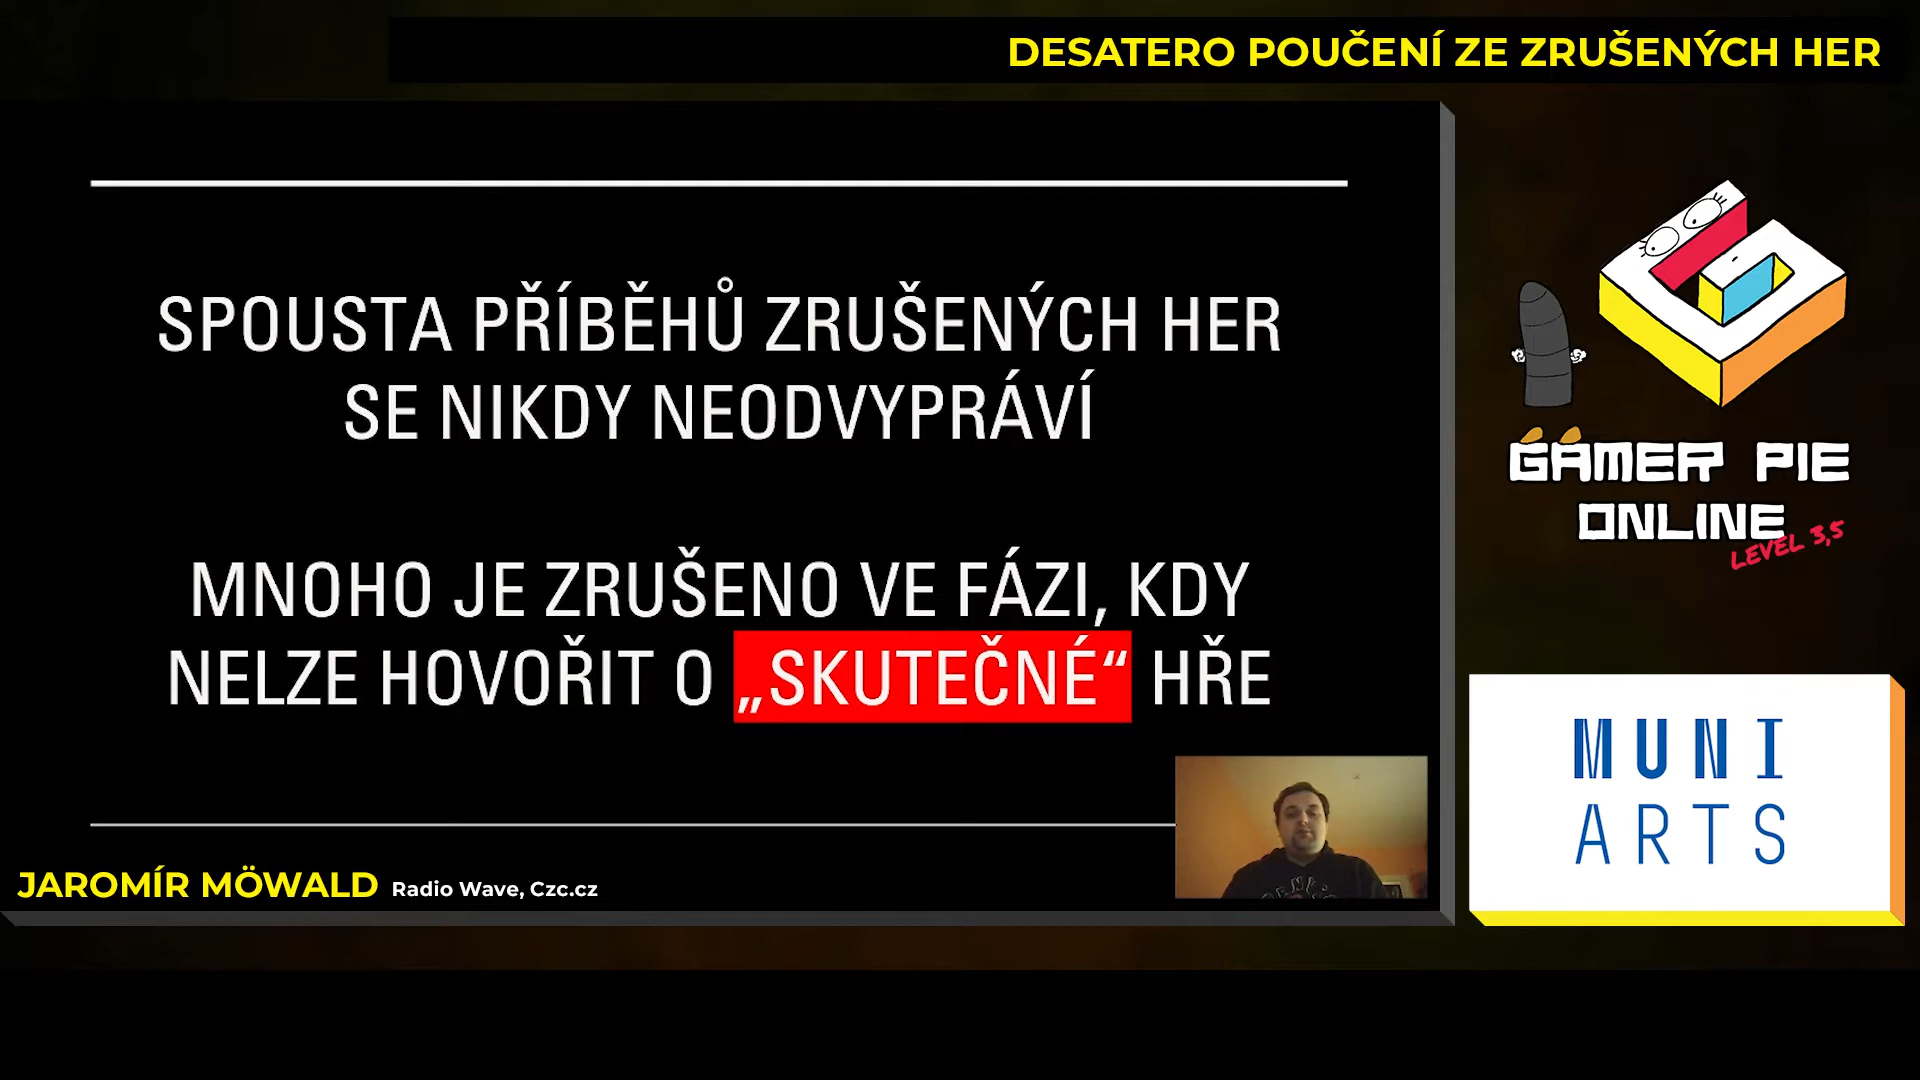 DESATERO POUČENÍ ZE ZRUŠENÝCH HER
SPOUSTA PŘÍBĚHŮ ZRUŠENÝCH HER
SE NIKDY NEODVYPRÁVÍ
MNOHO JE ZRUŠENO VE FÁZI, KDY
NELZE HOVOŘIT O „SKUTEČNÉ“ HŘE
JAROMÍR MÖWALD Radio Wave, Czc.cz
GAMER PIE
ONLINE
LEVEL 3,5
MUNI
ARTS